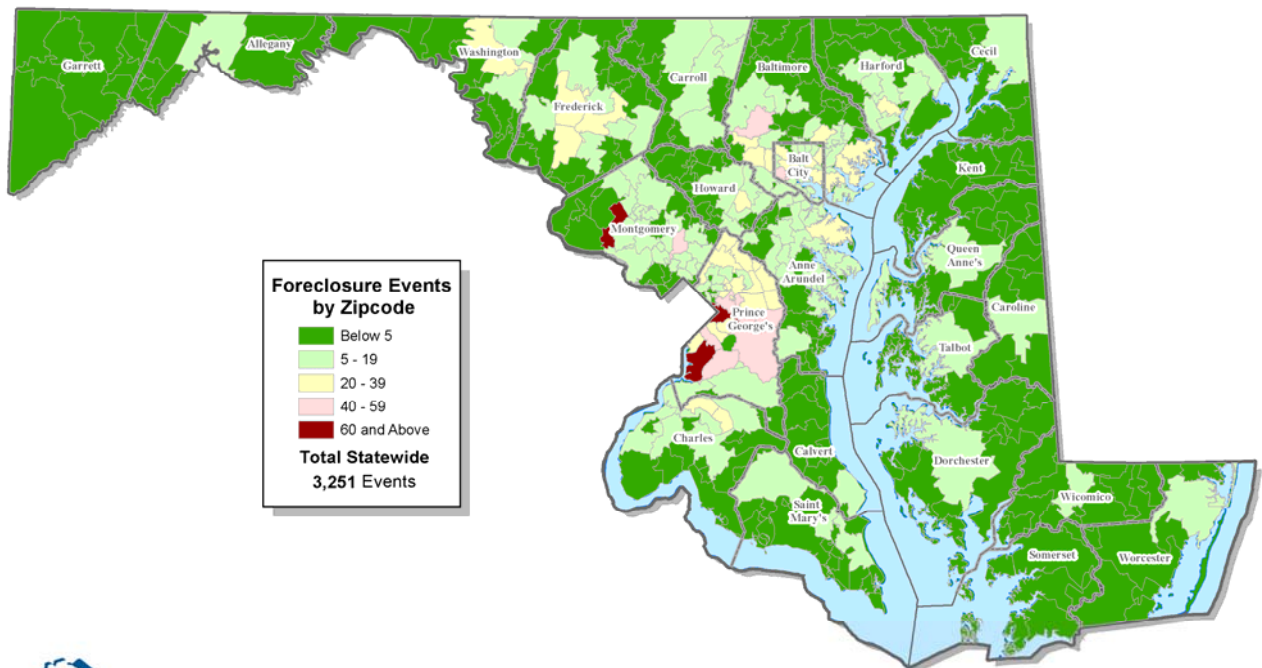 Garrett
Allegany
Washington
Frederick
Carroll
Baltimore
Harford
Cecil
Balt
City
Howard
Kent
Montgomery
Queen
Anne's
Anne
Arundel
Caroline
Prince
George's
Talbot
Charles
Calvert
Dorchester
Saint
Mary's
Wicomico
Somerset
Worcester
Foreclosure Events
by Zipcode
Below 5
5 - 19
20 - 39
40 - 59
60 and Above
Total Statewide
3,251 Events